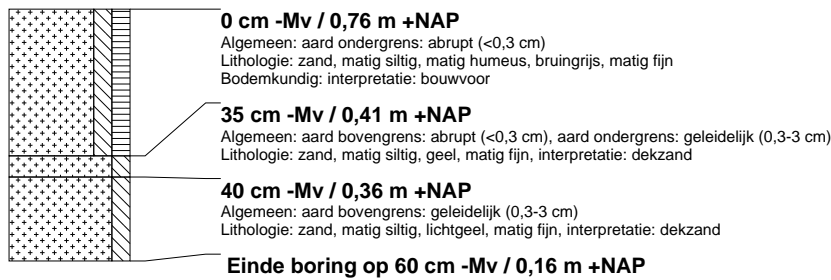 0 cm -Mv / 0,76 m +NAP
Algemeen: aard ondergrens: abrupt (<0,3 cm)
Lithologie: zand, matig siltig, matig humeus, bruingrijs, matig fijn
Bodemkundig: interpretatie: bouwvoor
35 cm -Mv / 0,41 m +NAP
Algemeen: aard bovengrens: abrupt (<0,3 cm), aard ondergrens: geleidelijk (0,3-3 cm)
Lithologie: zand, matig siltig, geel, matig fijn, interpretatie: dekzand
40 cm -Mv / 0,36 m +NAP
Algemeen: aard bovengrens: geleidelijk (0,3-3 cm)
Lithologie: zand, matig siltig, lichtgeel, matig fijn, interpretatie: dekzand
Einde boring op 60 cm -Mv / 0,16 m +NAP